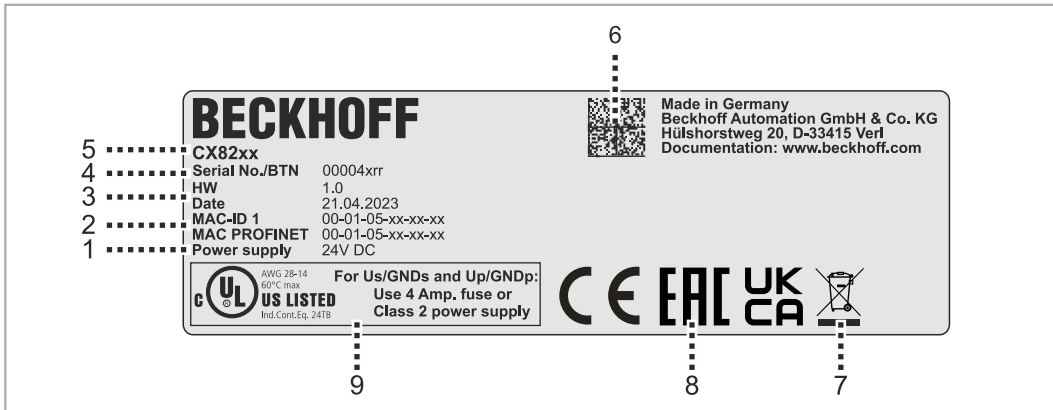 6
BECKHOFF
Made in Germany
Beckhoff Automation GmbH & Co. KG
Hülshorstweg 20, D-33415 Verl
Documentation: www.beckhoff.com
5
CX82xx
4
Serial No./BTN 00004xrr
HW 1.0
3
Date 21.04.2023
2
MAC-ID 1 00-01-05-xx-xx-xx
MAC PROFINET 00-01-05-xx-xx-xx
1
Power supply 24V DC
C UL US LISTED
AWG 28-14
60°C max
Ind.Cont.Eq. 24TB
For Us/GNDs and Up/GNDp:
Use 4 Amp. fuse or
Class 2 power supply
CE
EAC
UK
CA
9
8
7